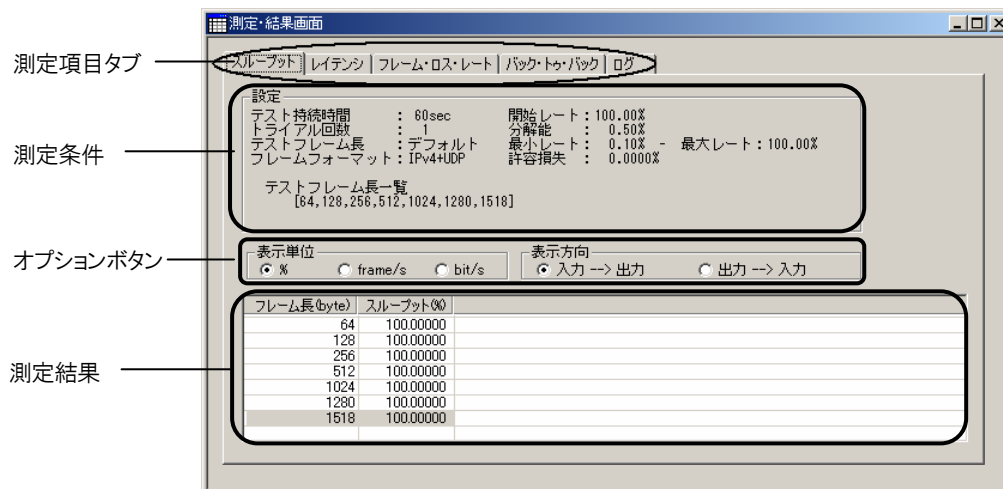 測定・結果画面
測定項目タブ
スループット レイテンシ フレーム・ロス・レート バック・トゥ・バック ログ
測定条件
設定
テスト持続時間 : 60sec 開始レート:100.00%
トライアル回数 : 1 分解能 : 0.50%
テストフレーム長 :デフォルト 最小レート: 0.10% - 最大レート:100.00%
フレームフォーマット:IPv4+UDP 許容損失 : 0.0000%
テストフレーム長一覧
[64,128,256,512,1024,1280,1518]
オプションボタン
表示単位 表示方向
% frame/s bit/s 入力 --> 出力 出力 --> 入力
測定結果
フレーム長(byte) スループット(%)
64 100.00000
128 100.00000
256 100.00000
512 100.00000
1024 100.00000
1280 100.00000
1518 100.00000